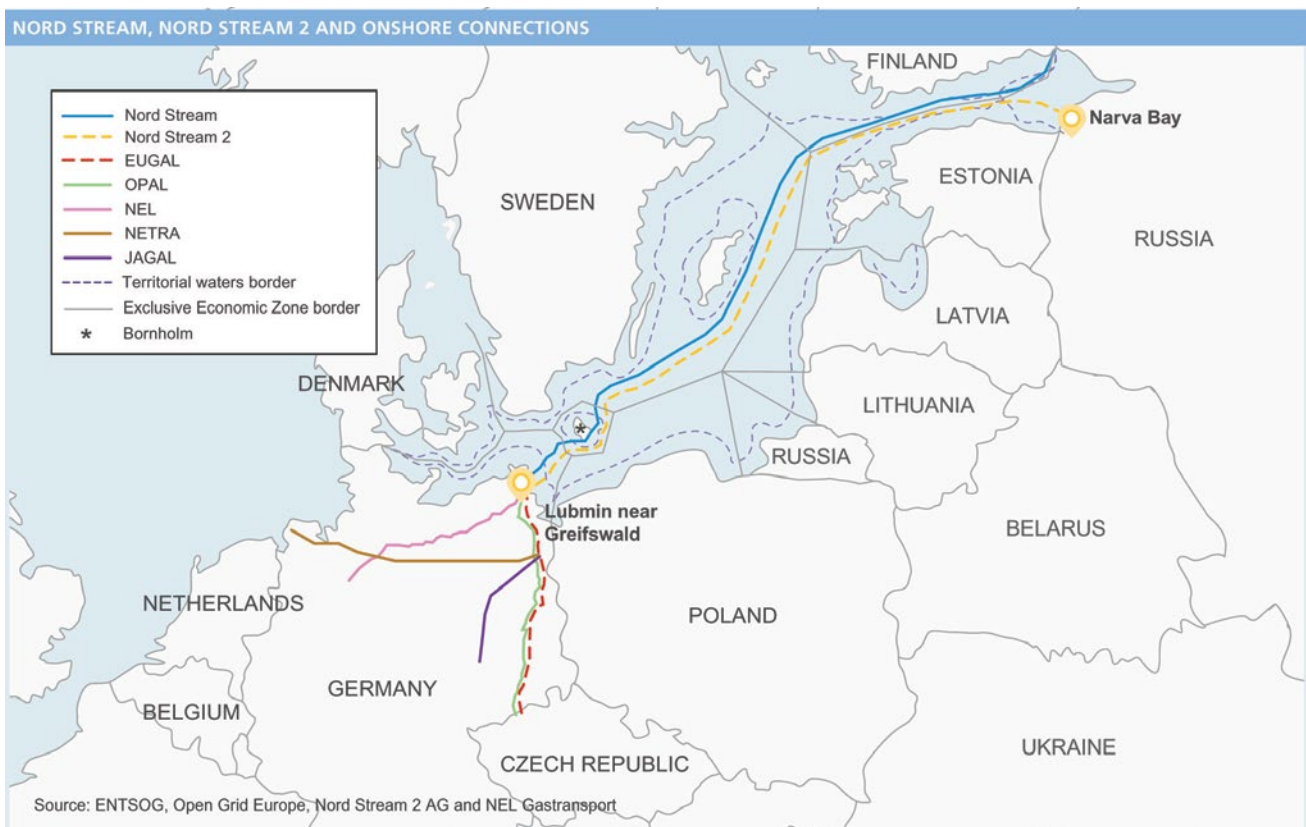 NORD STREAM, NORD STREAM 2 AND ONSHORE CONNECTIONS
Nord Stream
Nord Stream 2
EUGAL
OPAL
NEL
NETRA
JAGAL
Territorial waters border
Exclusive Economic Zone border
* Bornholm
FINLAND
Narva Bay
ESTONIA
SWEDEN
RUSSIA
LATVIA
DENMARK
LITHUANIA
*
RUSSIA
Lubmin near
Greifswald
BELARUS
NETHERLANDS
POLAND
GERMANY
BELGIUM
UKRAINE
CZECH REPUBLIC
Source: ENTSOG, Open Grid Europe, Nord Stream 2 AG and NEL Gastransport